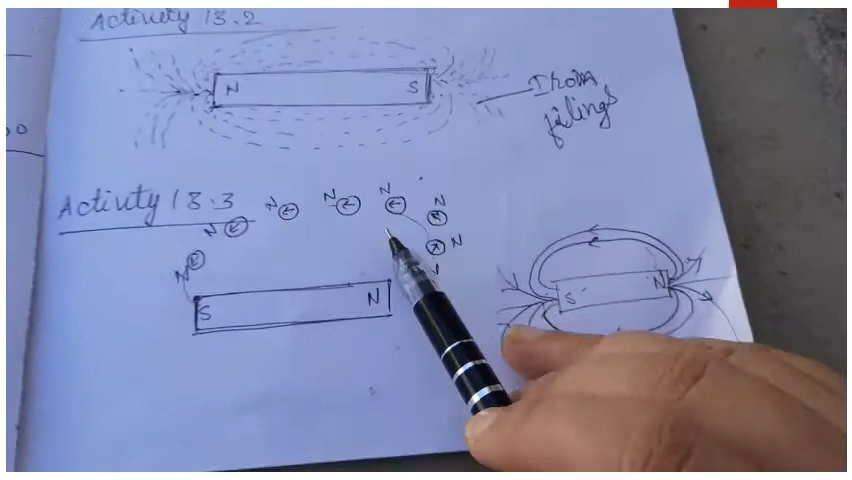 Activity 13.2
N S
Iron
filings
Activity 13.3
N N N N N N N N
S N
S N